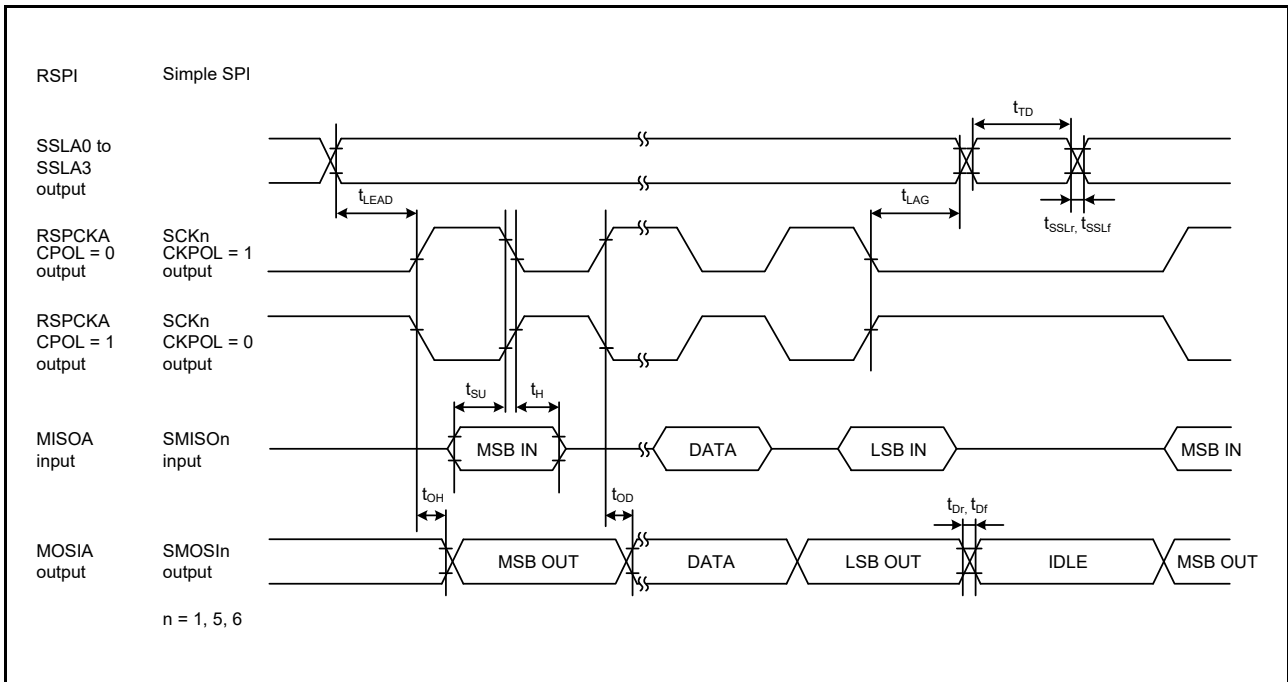 RSPI Simple SPI
tTD
SSLA0 to
SSLA3
output
tLEAD
tLAG
tSSLr, tSSLf
RSPCKA SCKn
CPOL = 0 CKPOL = 1
output output
RSPCKA SCKn
CPOL = 1 CKPOL = 0
output output
tSU tH
MISOA SMISOn
input input
MSB IN DATA LSB IN MSB IN
tOH tOD tDr, tDf
MOSIA SMOSIn
output output
MSB OUT DATA LSB OUT IDLE MSB OUT
n = 1, 5, 6